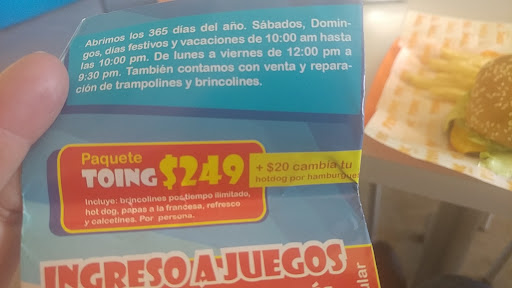 Abrimos los 365 días del año. Sábados, Domin-
gos, días festivos y vacaciones de 10:00 am hasta
las 10:00 pm. De lunes a viernes de 12:00 pm a
9:30 pm. También contamos con venta y repara-
ción de trampolines y brincolines.
Paquete
TOING $249
+ $20 cambia tu
hotdog por hamburgue
Incluye: brincolines por tiempo ilimitado,
hot dog, papas a la francesa, refresco
y calcetines. Por persona.
INGRESO A JUEGOS
ular